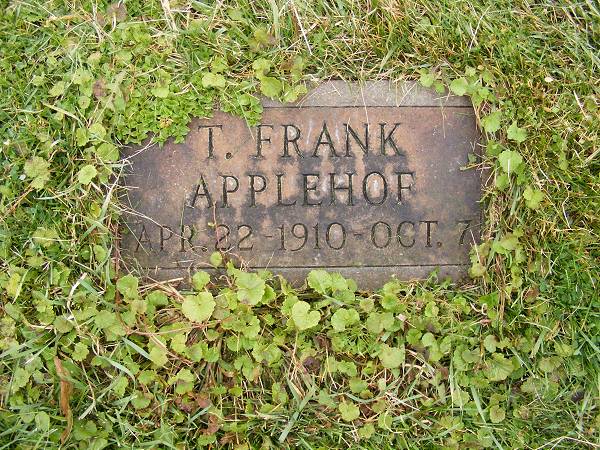 T. FRANK
APPLEHOF
APR. 22-1910-OCT. 7